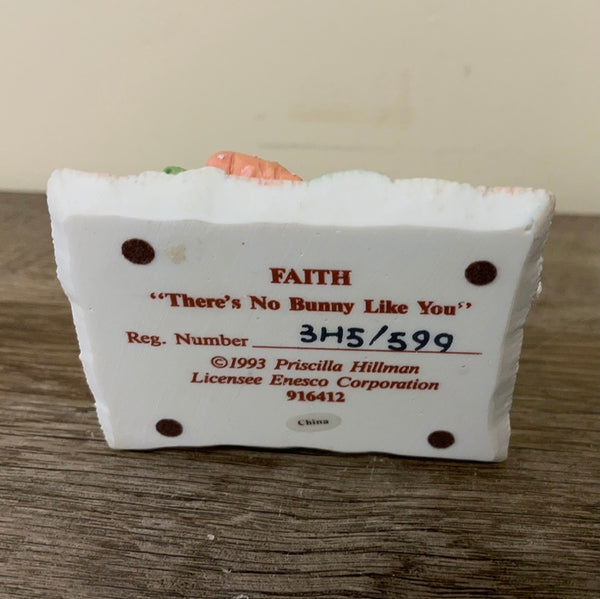 FAITH
"There's No Bunny Like You"
Reg. Number 3H5/599
©1993 Priscilla Hillman
Licensee Enesco Corporation
916412
China